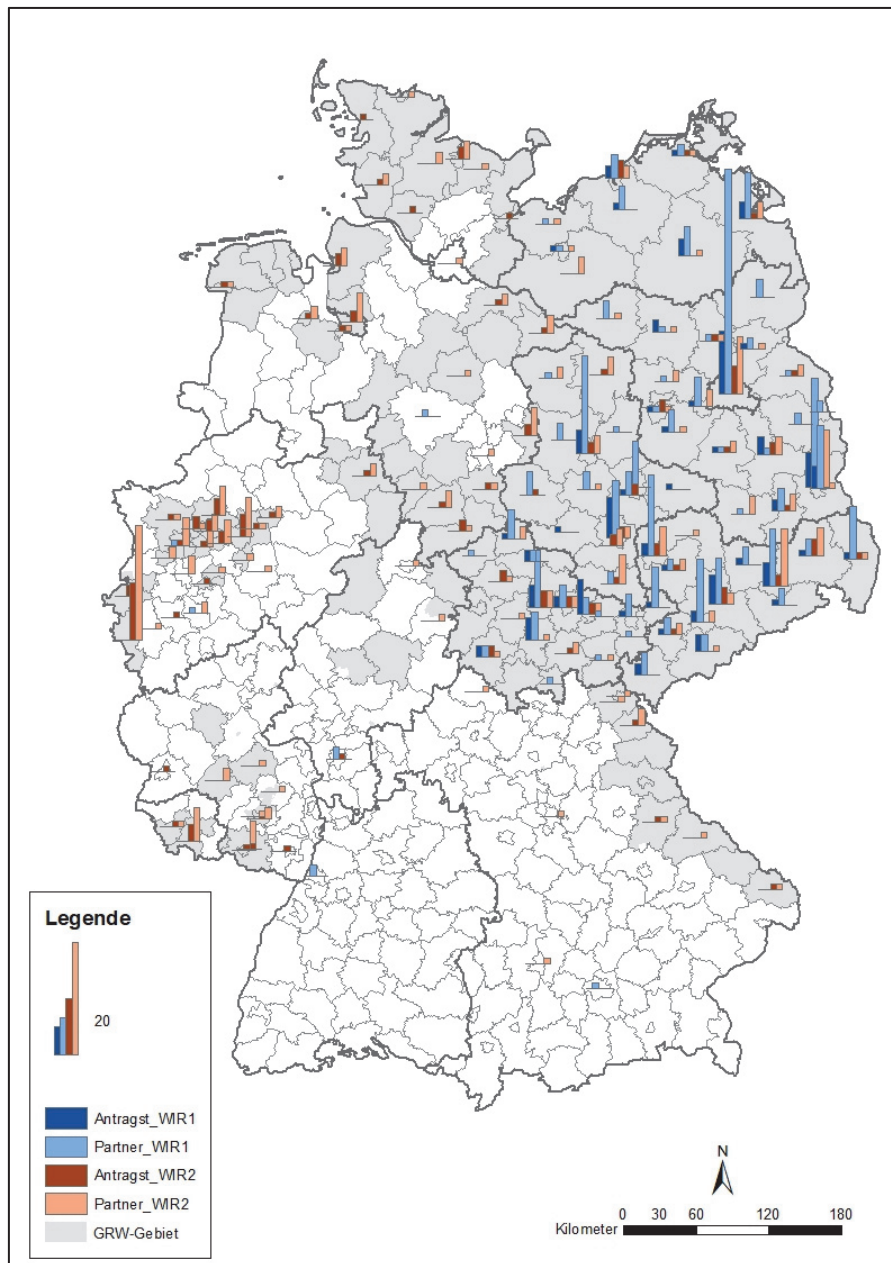 Legende
20
Antragst_WIR1
Partner_WIR1
Antragst_WIR2
Partner_WIR2
GRW-Gebiet
N
0 30 60 120 180
Kilometer